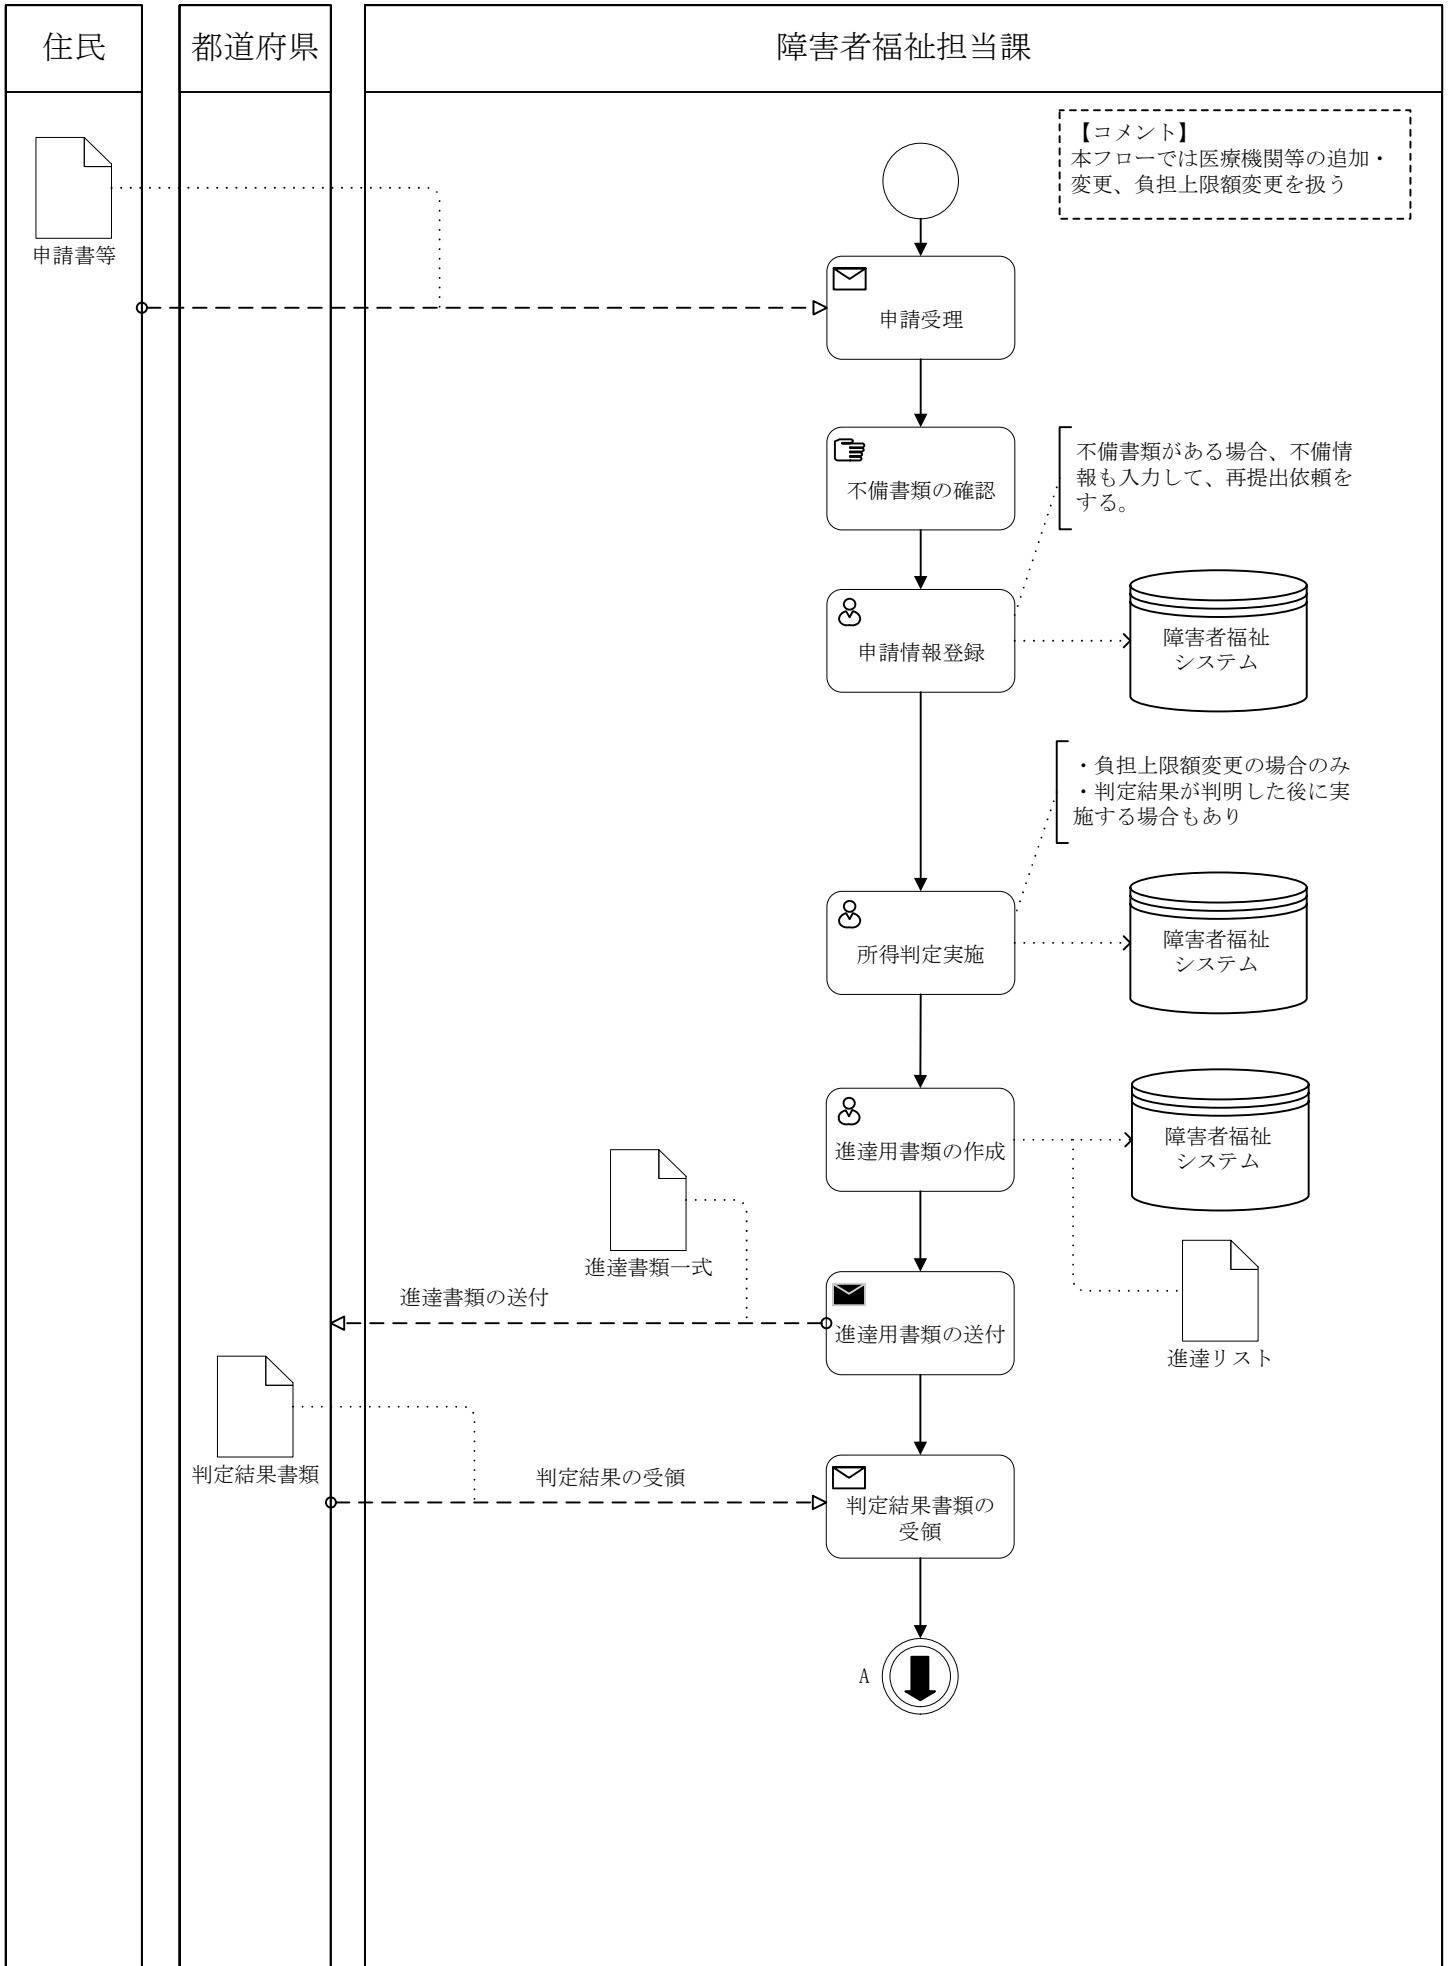 住民
都道府県
障害者福祉担当課
【コメント】
本フローでは医療機関等の追加・
変更、負担上限額変更を扱う
申請書等
申請受理
不備書類の確認
不備書類がある場合、不備情
報も入力して、再提出依頼を
する。
申請情報登録
障害者福祉
システム
・負担上限額変更の場合のみ
・判定結果が判明した後に実
施する場合もあり
所得判定実施
障害者福祉
システム
進達用書類の作成
障害者福祉
システム
進達書類一式
進達書類の送付
進達用書類の送付
進達リスト
判定結果書類
判定結果の受領
判定結果書類の
受領
A